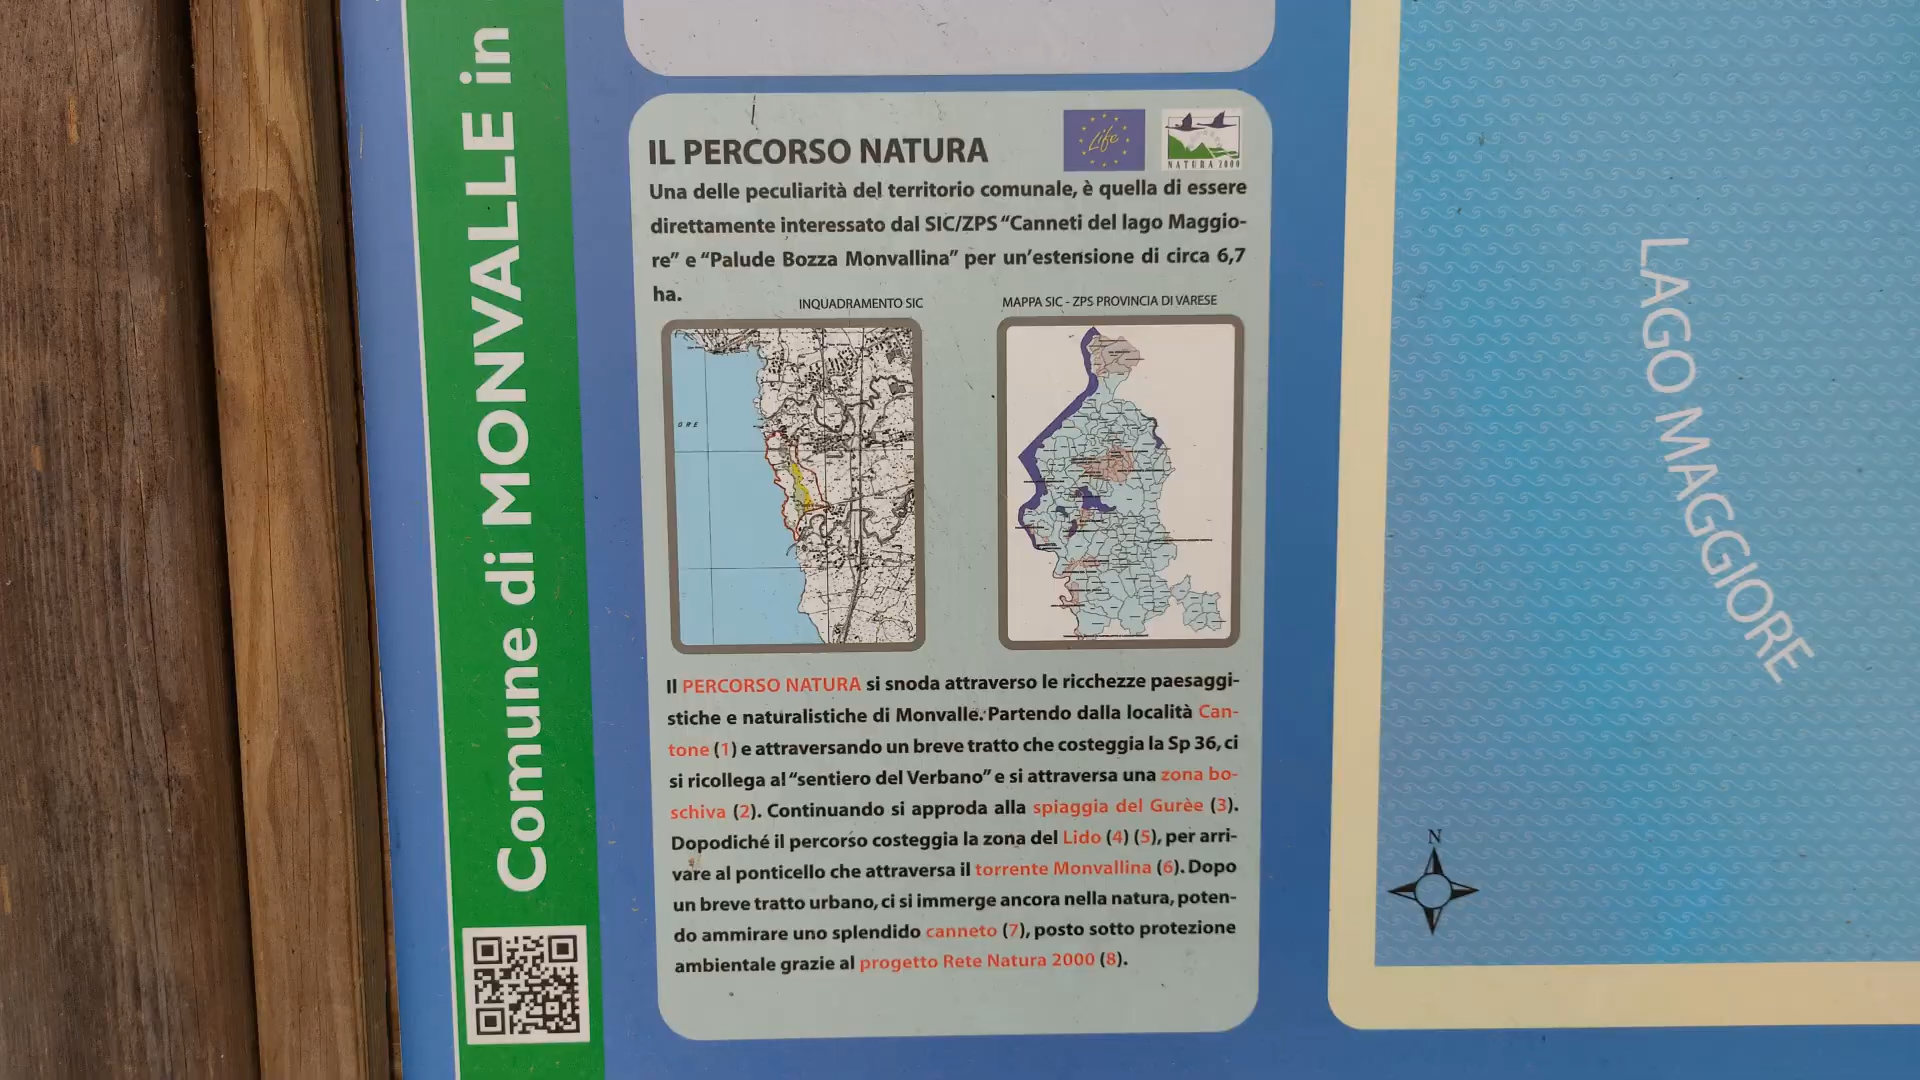 Comune di MONVALLE in
IL PERCORSO NATURA
Life
NATURA 2000
Una delle peculiarità del territorio comunale, è quella di essere
direttamente interessato dal SIC/ZPS “Canneti del lago Maggio-
re” e “Palude Bozza Monvallina” per un’estensione di circa 6,7
ha.
INQUADRAMENTO SIC
MAPPA SIC - ZPS PROVINCIA DI VARESE
O R E
Il PERCORSO NATURA si snoda attraverso le ricchezze paesaggi-
stiche e naturalistiche di Monvalle. Partendo dalla località Can-
tone (1) e attraversando un breve tratto che costeggia la Sp 36, ci
si ricollega al “sentiero del Verbano” e si attraversa una zona bo-
schiva (2). Continuando si approda alla spiaggia del Gurèe (3).
Dopodiché il percorso costeggia la zona del Lido (4) (5), per arri-
vare al ponticello che attraversa il torrente Monvallina (6). Dopo
un breve tratto urbano, ci si immerge ancora nella natura, poten-
do ammirare uno splendido canneto (7), posto sotto protezione
ambientale grazie al progetto Rete Natura 2000 (8).
LAGO MAGGIORE
N